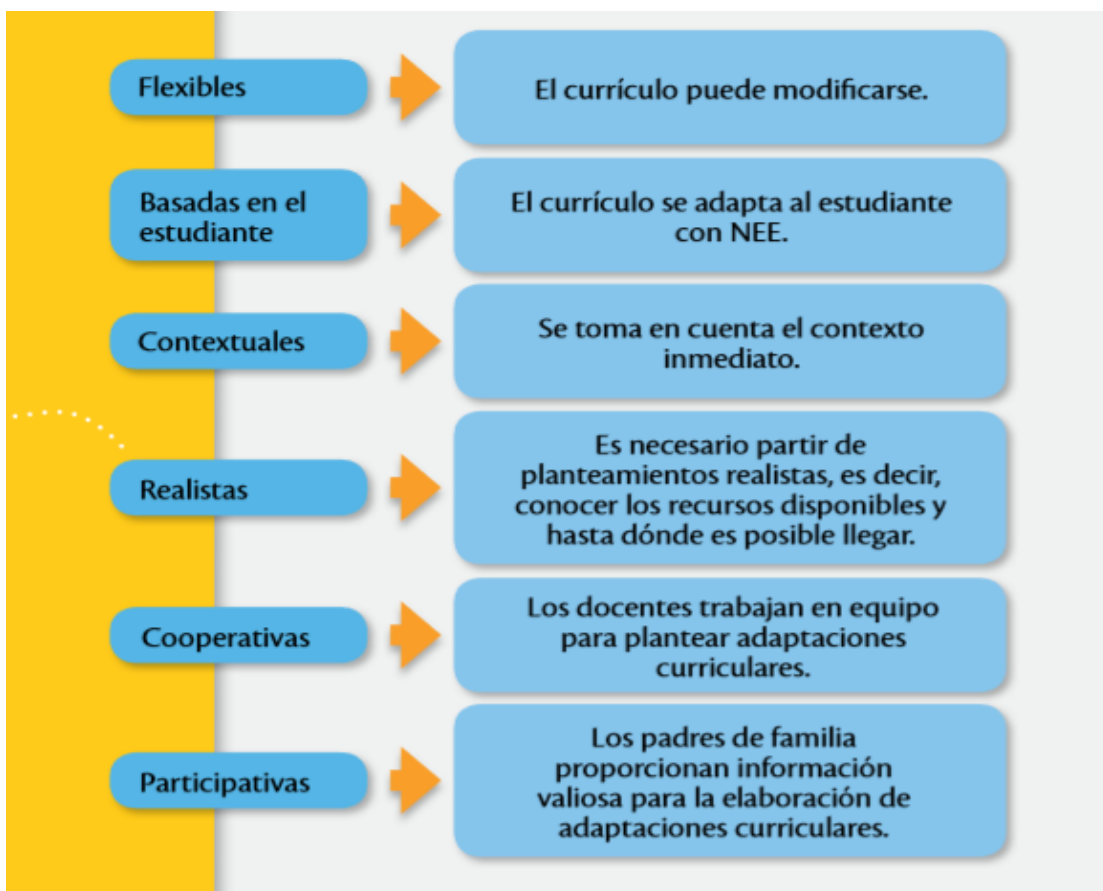 Flexibles
El currículo puede modificarse.
Basadas en el
estudiante
El currículo se adapta al estudiante
con NEE.
Contextuales
Se toma en cuenta el contexto
inmediato.
Realistas
Es necesario partir de
planteamientos realistas, es decir,
conocer los recursos disponibles y
hasta dónde es posible llegar.
Cooperativas
Los docentes trabajan en equipo
para plantear adaptaciones
curriculares.
Participativas
Los padres de familia
proporcionan información
valiosa para la elaboración de
adaptaciones curriculares.